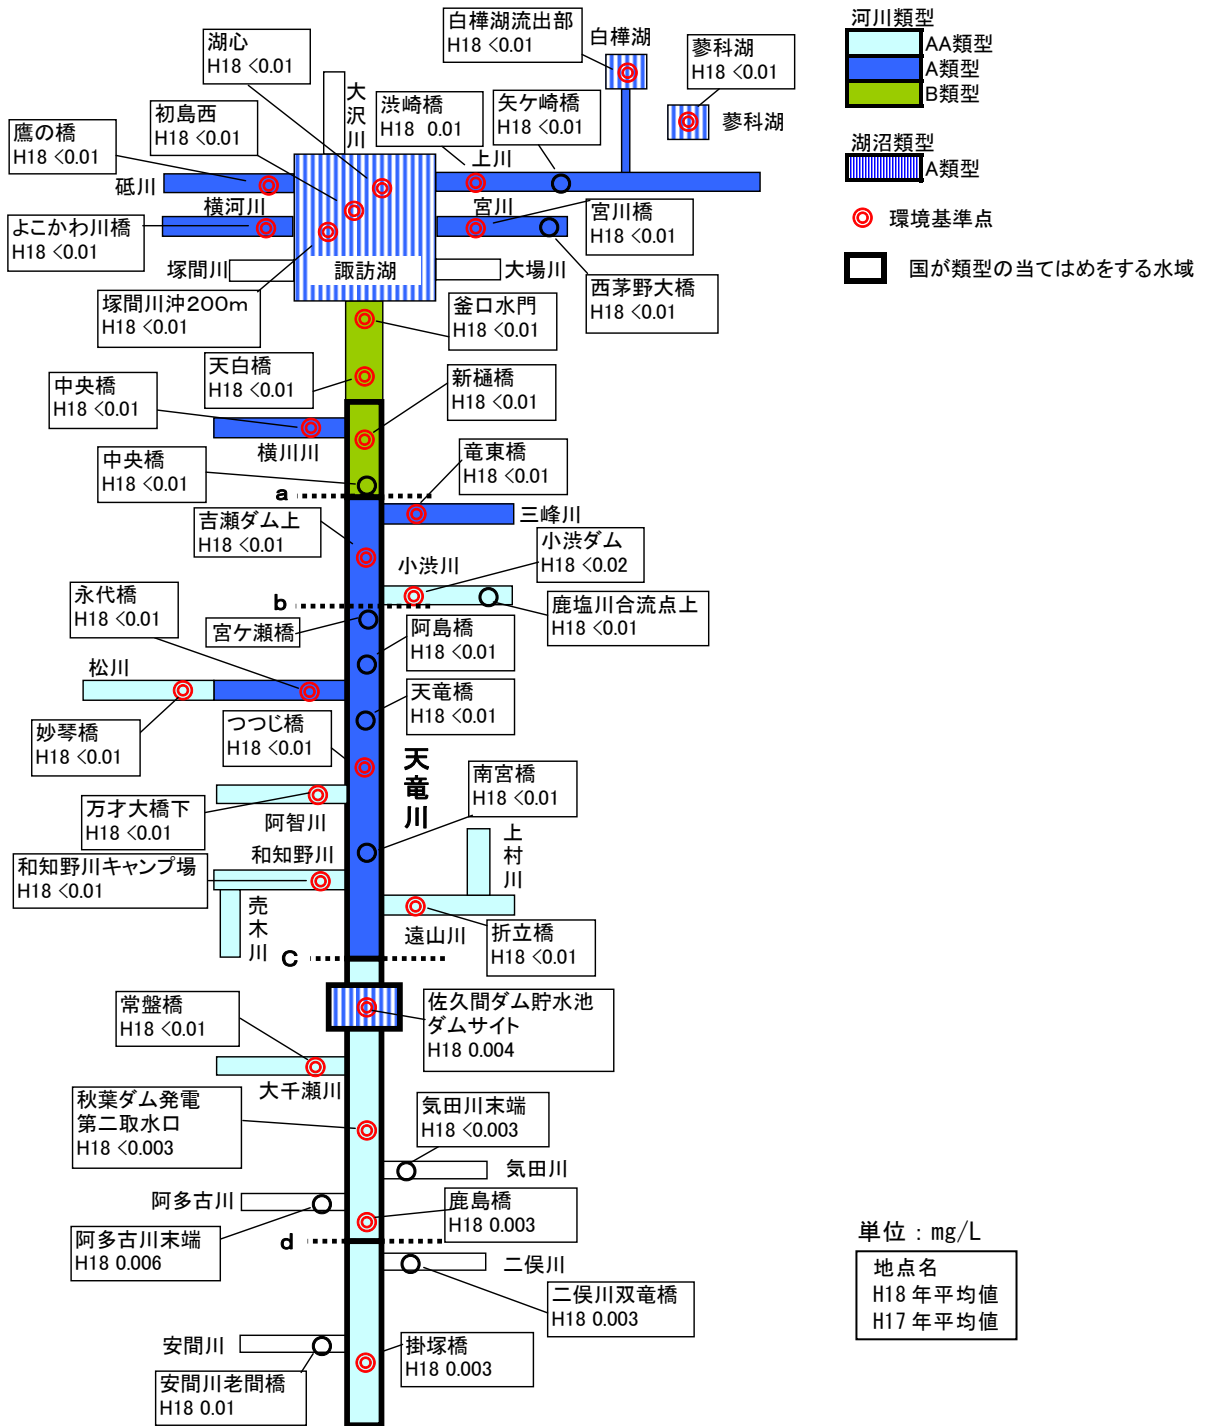 湖心
H18 <0.01
白樺湖流出部
H18 <0.01
白樺湖
蓼科湖
H18 <0.01
蓼科湖
河川類型
AA類型
A類型
B類型
湖沼類型
A類型
環境基準点
国が類型の当てはめをする水域
大沢川
初島西
H18 <0.01
渋崎橋
H18 0.01
矢ケ崎橋
H18 <0.01
鷹の橋
H18 <0.01
砥川
上川
横河川
宮川
よこかわ川橋
H18 <0.01
宮川橋
H18 <0.01
塚間川
諏訪湖
大場川
西茅野大橋
H18 <0.01
塚間川沖200m
H18 <0.01
釜口水門
H18 <0.01
天白橋
H18 <0.01
中央橋
H18 <0.01
新樋橋
H18 <0.01
横川川
中央橋
H18 <0.01
竜東橋
H18 <0.01
a
吉瀬ダム上
H18 <0.01
三峰川
小渋川
小渋ダム
H18 <0.02
永代橋
H18 <0.01
b
宮ケ瀬橋
鹿塩川合流点上
H18 <0.01
阿島橋
H18 <0.01
松川
天竜橋
H18 <0.01
妙琴橋
H18 <0.01
つつじ橋
H18 <0.01
天竜川
南宮橋
H18 <0.01
万才大橋下
H18 <0.01
阿智川
上村川
和知野川
和知野川キャンプ場
H18 <0.01
売木川
遠山川
折立橋
H18 <0.01
c
常盤橋
H18 <0.01
佐久間ダム貯水池
ダムサイト
H18 0.004
大千瀬川
秋葉ダム発電
第二取水口
H18 <0.003
気田川末端
H18 <0.003
気田川
阿多古川
鹿島橋
H18 0.003
阿多古川末端
H18 0.006
d
二俣川
二俣川双竜橋
H18 0.003
安間川
掛塚橋
H18 0.003
安間川老間橋
H18 0.01
単位：mg/L
地点名
H18 年平均値
H17 年平均値